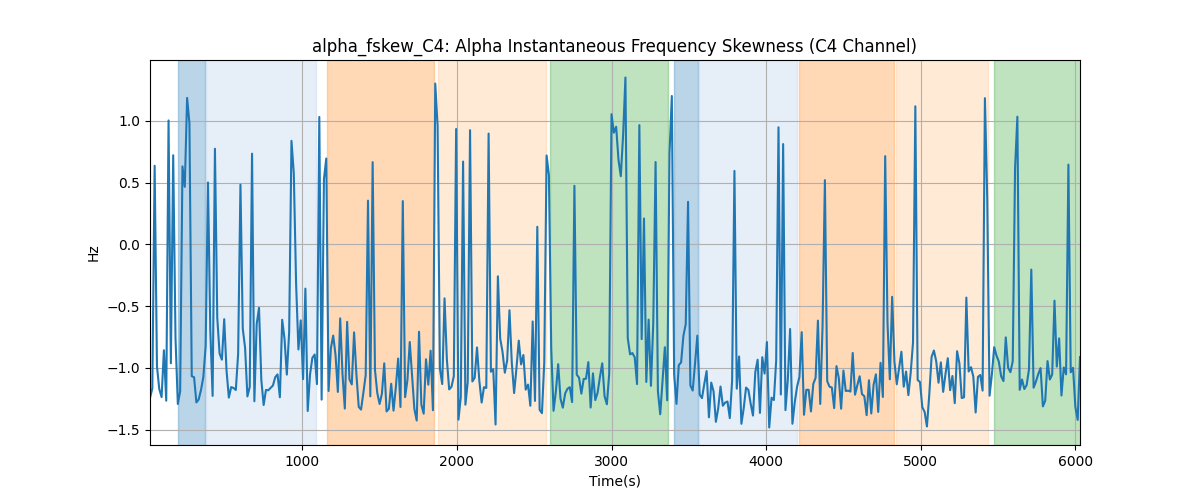 alpha_fskew_C4: Alpha Instantaneous Frequency Skewness (C4 Channel)
Hz
1.0
0.5
0.0
−0.5
−1.0
−1.5
1000 2000 3000 4000 5000 6000
Time(s)